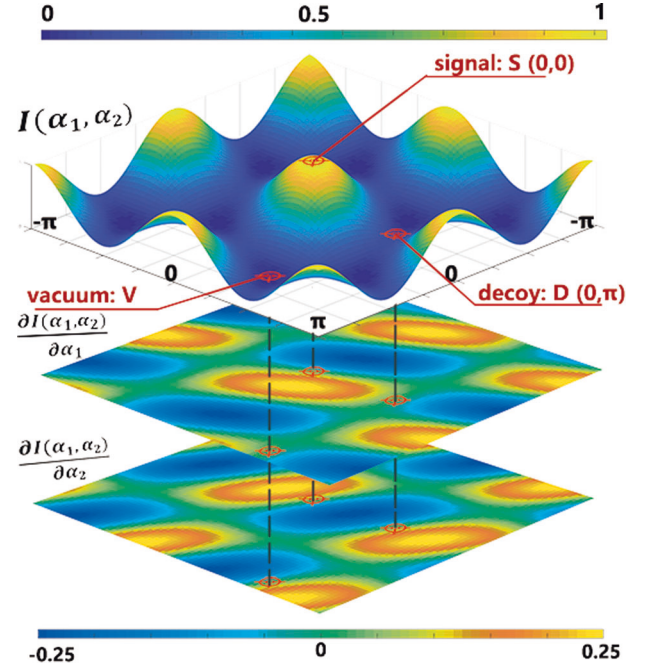 0 0.5 1
signal: S (0,0)
I(α₁, α₂)
-π -π
0 0
vacuum: V decoy: D (0,π)
π
∂I(α₁,α₂)
∂α₁
∂I(α₁,α₂)
∂α₂
-0.25 0 0.25